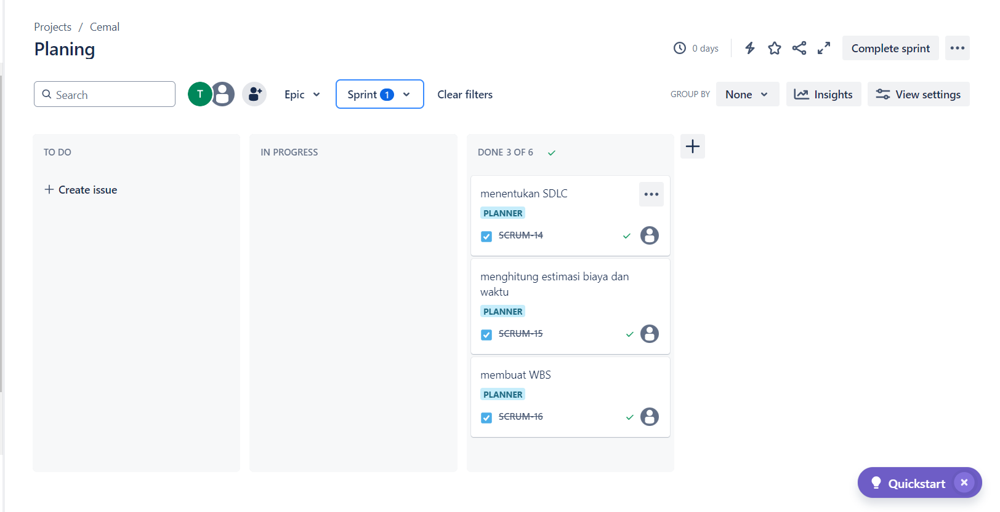 Projects / Cemal
Planing
0 days
Complete sprint
Search
T
Epic
Sprint 1
Clear filters
GROUP BY
None
Insights
View settings
TO DO
Create issue
IN PROGRESS
DONE 3 OF 6
menentukan SDLC
PLANNER
SCRUM-14
menghitung estimasi biaya dan
waktu
PLANNER
SCRUM-15
membuat WBS
PLANNER
SCRUM-16
Quickstart